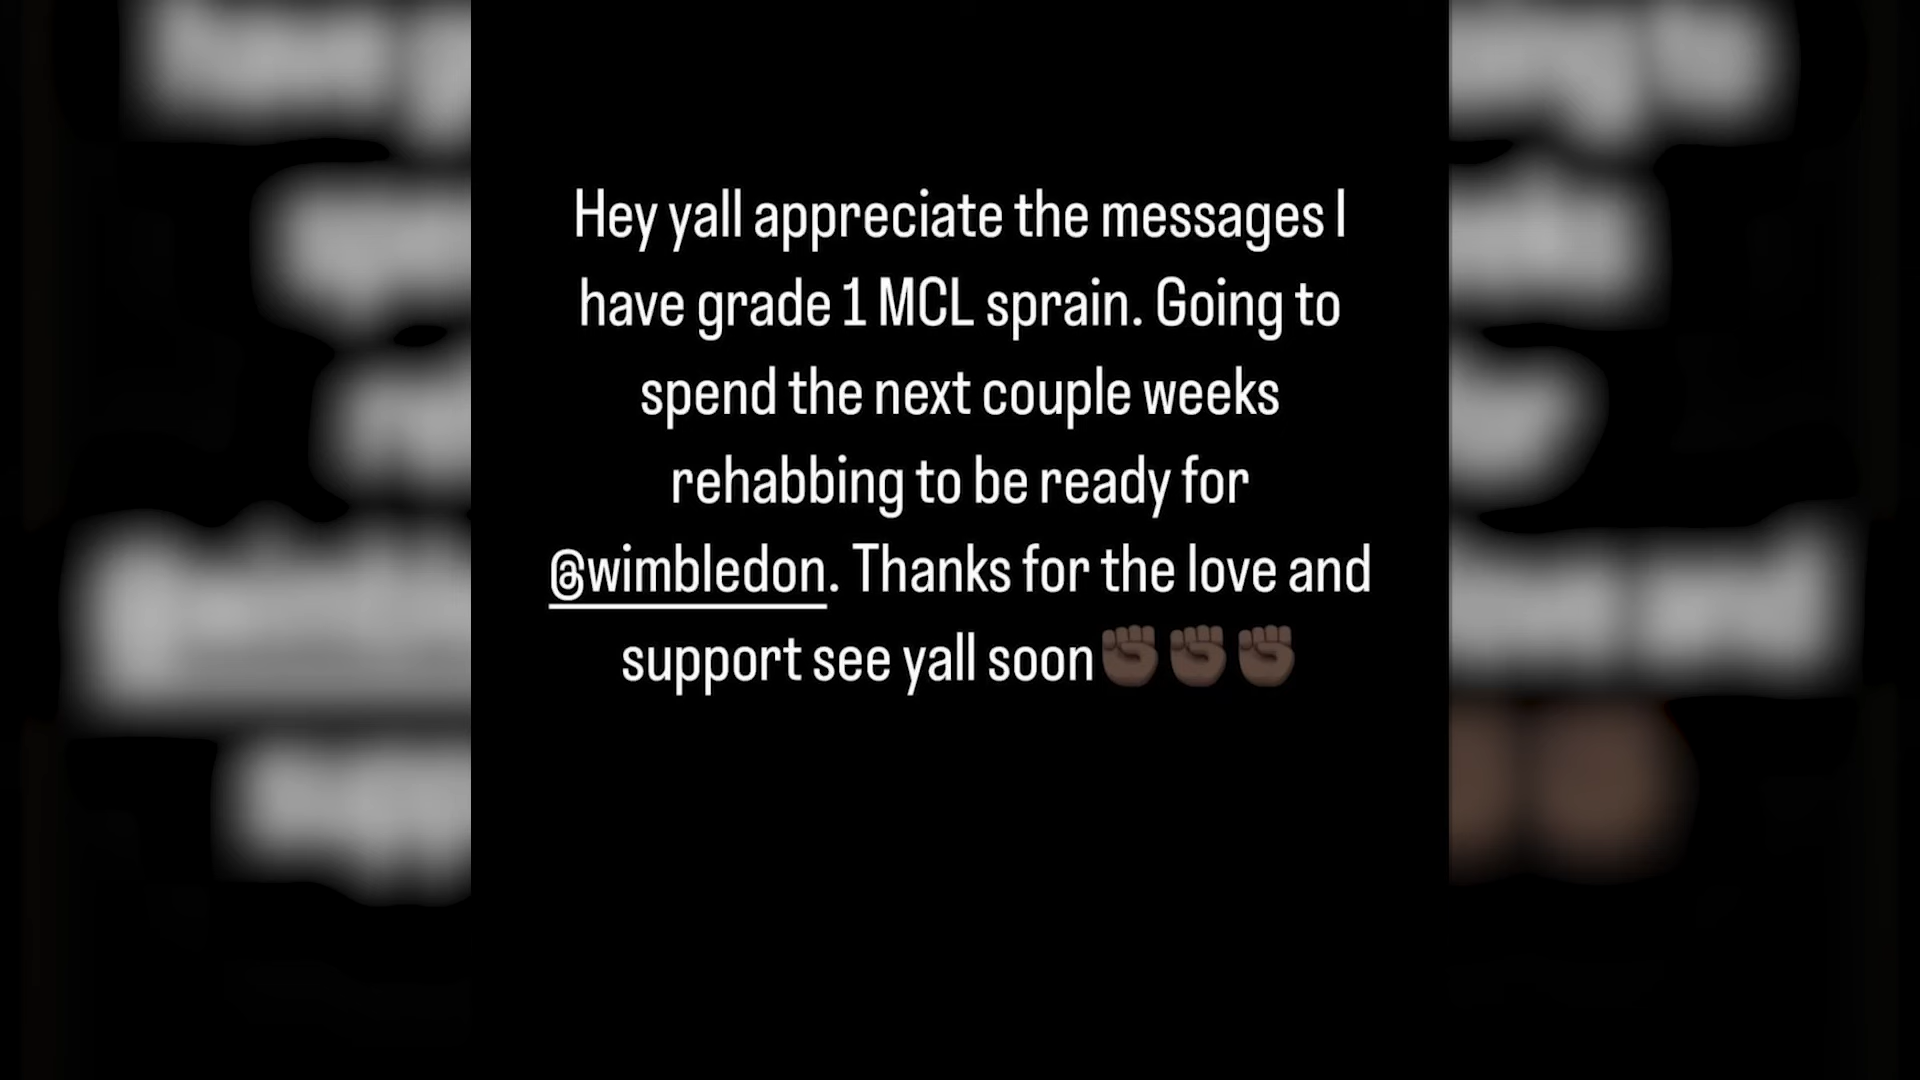 Hey yall appreciate the messages I
have grade 1 MCL sprain. Going to
spend the next couple weeks
rehabbing to be ready for
@wimbledon. Thanks for the love and
support see yall soon✊🏿✊🏿✊🏿